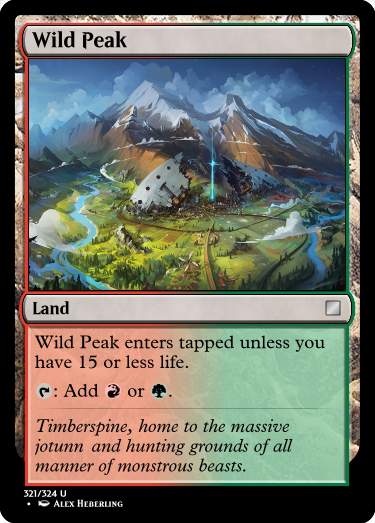 Wild Peak
Land
Wild Peak enters tapped unless you
have 15 or less life.
: Add or .
Timberspine, home to the massive
jotunn and hunting grounds of all
manner of monstrous beasts.
321/324 U
• Alex Heberling